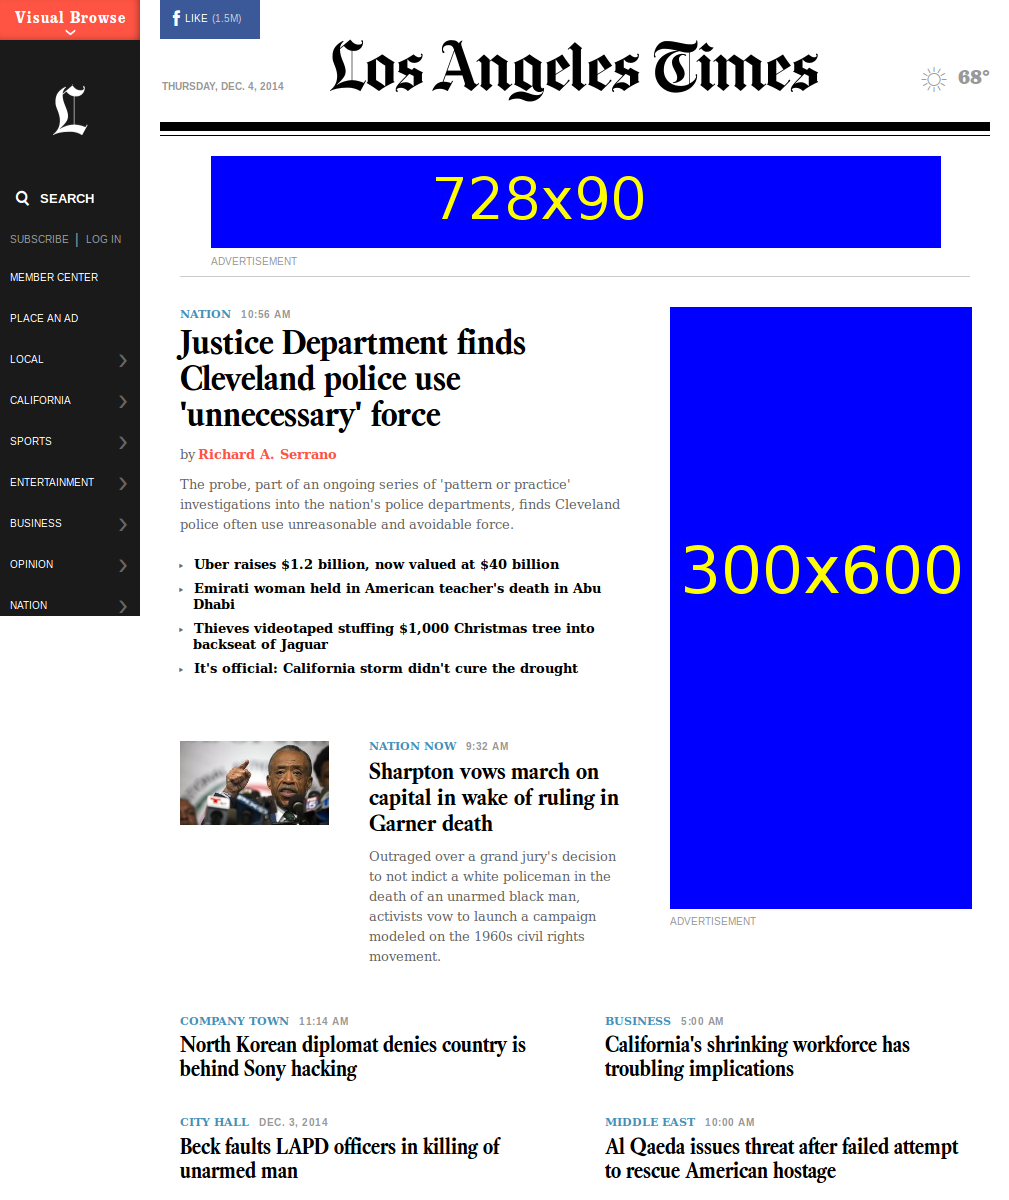 Visual Browse
LIKE (1.5M)
THURSDAY, DEC. 4, 2014
Los Angeles Times
68°
L
SEARCH
SUBSCRIBE | LOG IN
MEMBER CENTER
PLACE AN AD
LOCAL
CALIFORNIA
SPORTS
ENTERTAINMENT
BUSINESS
OPINION
NATION
728x90
ADVERTISEMENT
NATION 10:56 AM
Justice Department finds
Cleveland police use
'unnecessary' force
by Richard A. Serrano
The probe, part of an ongoing series of 'pattern or practice'
investigations into the nation's police departments, finds Cleveland
police often use unreasonable and avoidable force.
Uber raises $1.2 billion, now valued at $40 billion
Emirati woman held in American teacher's death in Abu
Dhabi
Thieves videotaped stuffing $1,000 Christmas tree into
backseat of Jaguar
It's official: California storm didn't cure the drought
300x600
ADVERTISEMENT
NATION NOW 9:32 AM
Sharpton vows march on
capital in wake of ruling in
Garner death
Outraged over a grand jury's decision
to not indict a white policeman in the
death of an unarmed black man,
activists vow to launch a campaign
modeled on the 1960s civil rights
movement.
COMPANY TOWN 11:14 AM
North Korean diplomat denies country is
behind Sony hacking
BUSINESS 5:00 AM
California's shrinking workforce has
troubling implications
CITY HALL DEC. 3, 2014
Beck faults LAPD officers in killing of
unarmed man
MIDDLE EAST 10:00 AM
Al Qaeda issues threat after failed attempt
to rescue American hostage